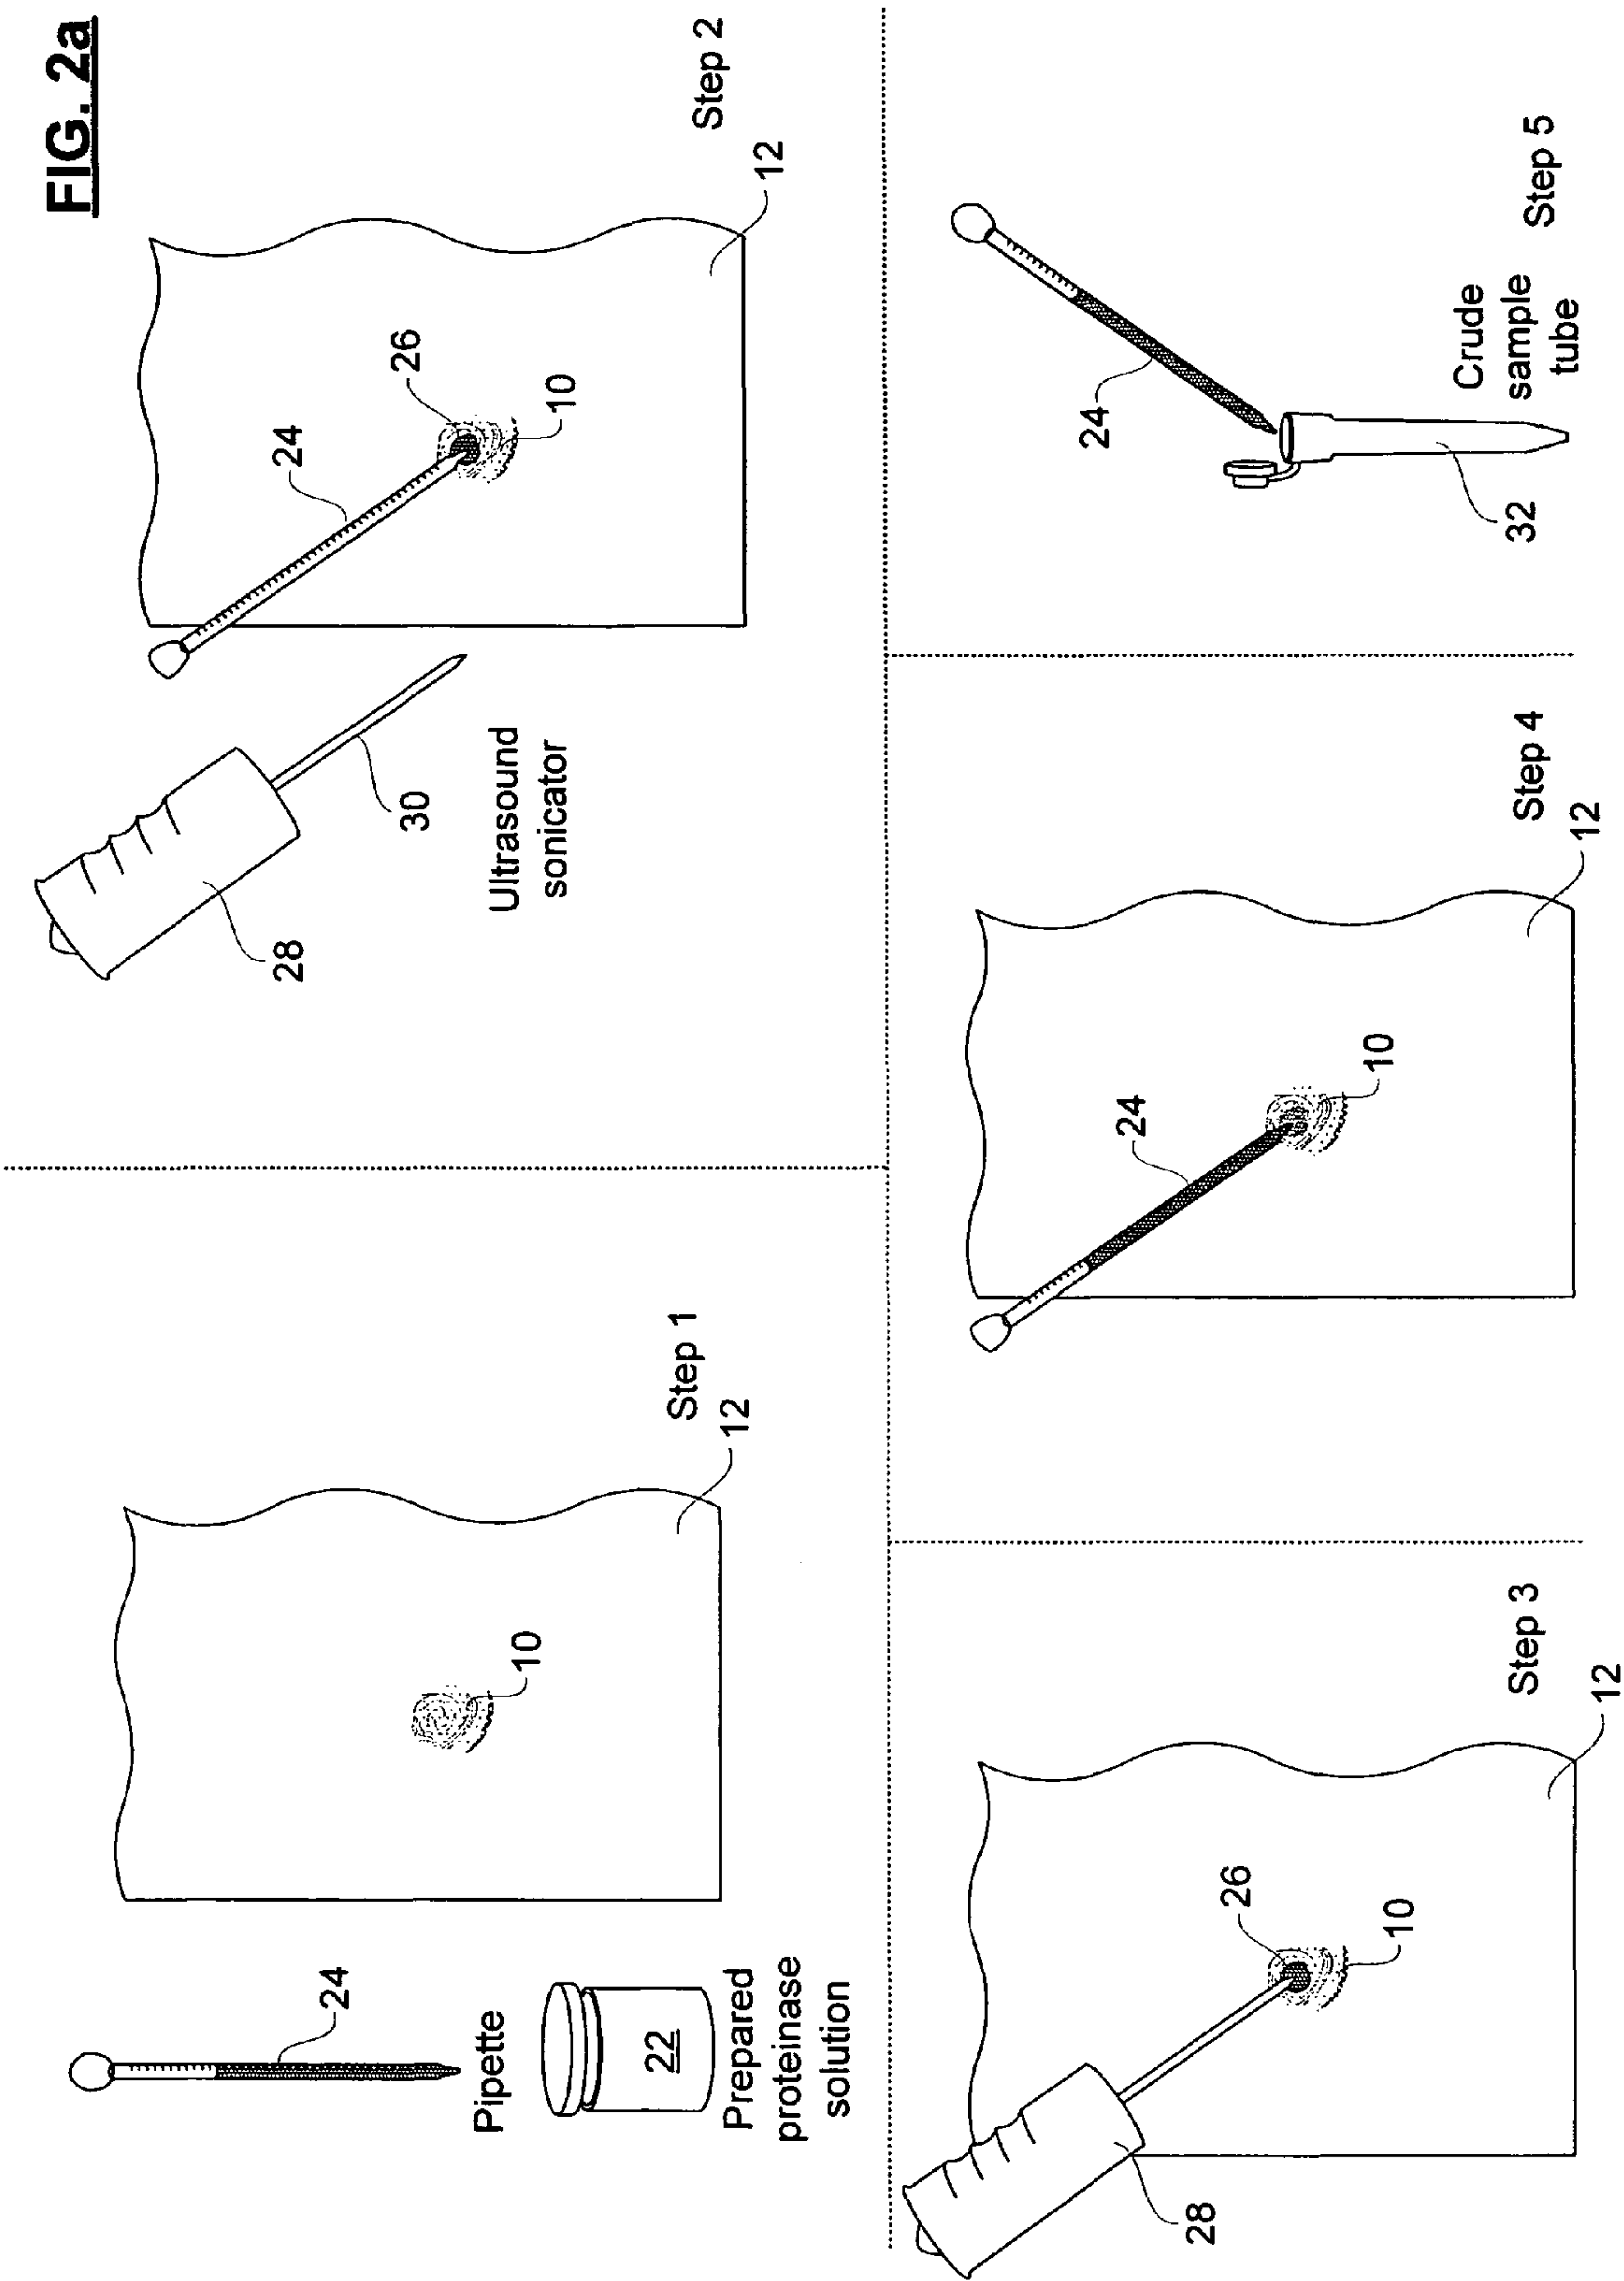 FIG. 2a
24
Pipette
22
Prepared
proteinase
solution
10
Step 1
12
28
30
Ultrasound
sonicator
24
26
10
Step 2
12
28
26
10
Step 3
12
24
10
Step 4
12
24
32
Crude
sample
tube
Step 5